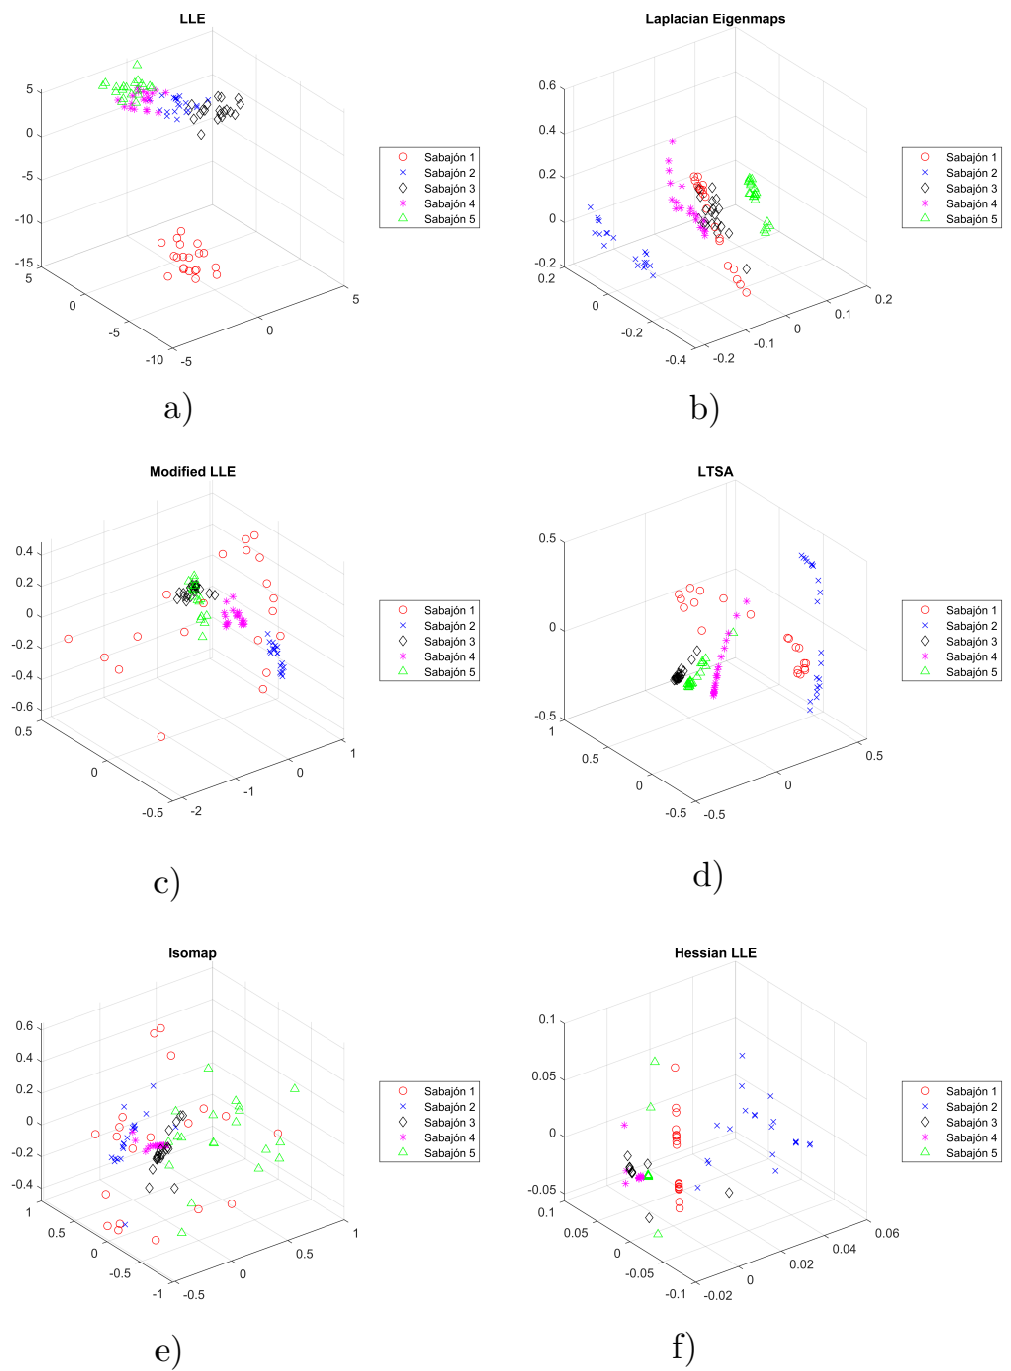 LLE
5
0
-5
-10
-15
5
0
-5
-10
-5
0
5
Sabajón 1
Sabajón 2
Sabajón 3
Sabajón 4
Sabajón 5
a)
Laplacian Eigenmaps
0.6
0.4
0.2
0
-0.2
0.2
0
-0.2
-0.4
-0.2
-0.1
0
0.1
0.2
Sabajón 1
Sabajón 2
Sabajón 3
Sabajón 4
Sabajón 5
b)
Modified LLE
0.4
0.2
0
-0.2
-0.4
-0.6
0.5
0
-0.5
-2
-1
0
1
Sabajón 1
Sabajón 2
Sabajón 3
Sabajón 4
Sabajón 5
c)
LTSA
0.5
0
-0.5
1
0.5
0
-0.5
-0.5
0
0.5
Sabajón 1
Sabajón 2
Sabajón 3
Sabajón 4
Sabajón 5
d)
Isomap
0.6
0.4
0.2
0
-0.2
-0.4
1
0.5
0
-0.5
-1
-0.5
0
0.5
1
Sabajón 1
Sabajón 2
Sabajón 3
Sabajón 4
Sabajón 5
e)
Hessian LLE
0.1
0.05
0
-0.05
0.1
0.05
0
-0.05
-0.1
-0.02
0
0.02
0.04
0.06
Sabajón 1
Sabajón 2
Sabajón 3
Sabajón 4
Sabajón 5
f)